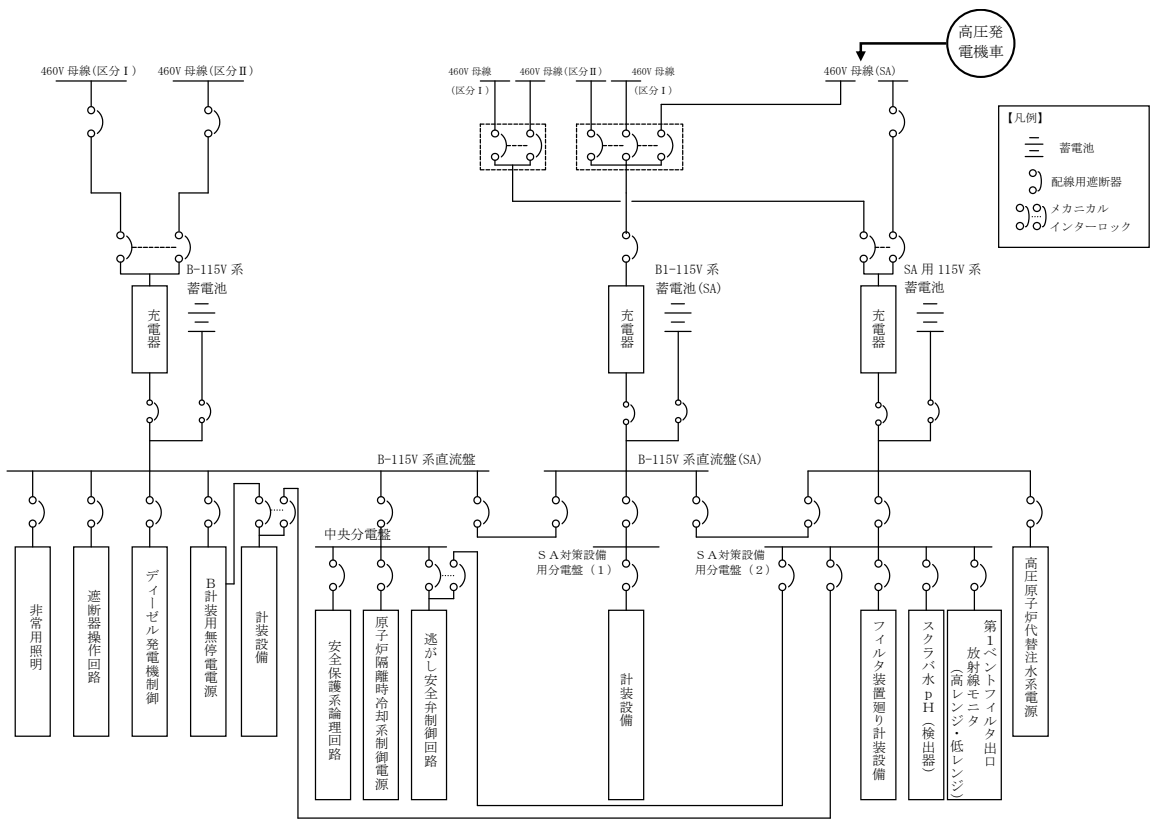 高圧発
電機車
460V 母線(区分Ⅰ)
460V 母線(区分Ⅱ)
460V 母線
(区分Ⅰ)
460V 母線(区分Ⅱ)
460V 母線
(区分Ⅰ)
460V 母線(SA)
【凡例】
蓄電池
配線用遮断器
メカニカル
インターロック
B-115V 系
蓄電池
B1-115V 系
蓄電池(SA)
SA 用 115V 系
蓄電池
充電器
充電器
充電器
B-115V 系直流盤
B-115V 系直流盤(SA)
中央分電盤
ＳＡ対策設備
用分電盤（１）
ＳＡ対策設備
用分電盤（２）
非常用照明
遮断器操作回路
ディーゼル発電機制御
Ｂ計装用無停電電源
計装設備
安全保護系論理回路
原子炉隔離時冷却系制御電源
逃がし安全弁制御回路
計装設備
フィルタ装置廻り計装設備
スクラバ水ｐＨ（検出器）
第１ベントフィルタ出口
放射線モニタ
（高レンジ・低レンジ）
高圧原子炉代替注水系電源